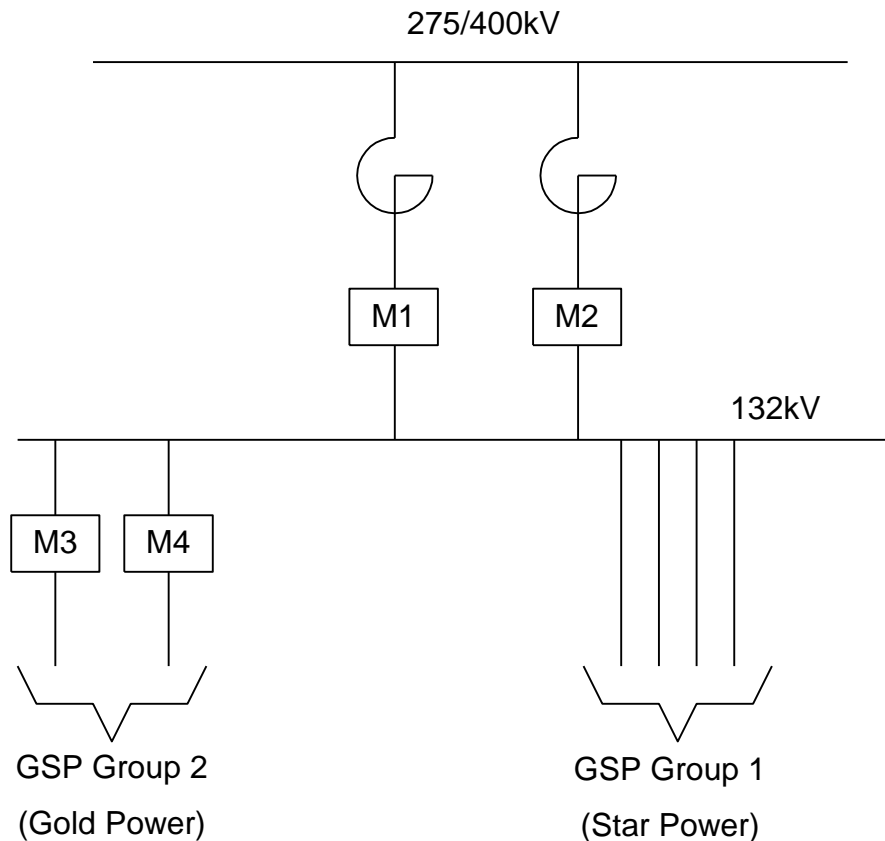 275/400kV
M1
M2
132kV
M3
M4
GSP Group 2
(Gold Power)
GSP Group 1
(Star Power)